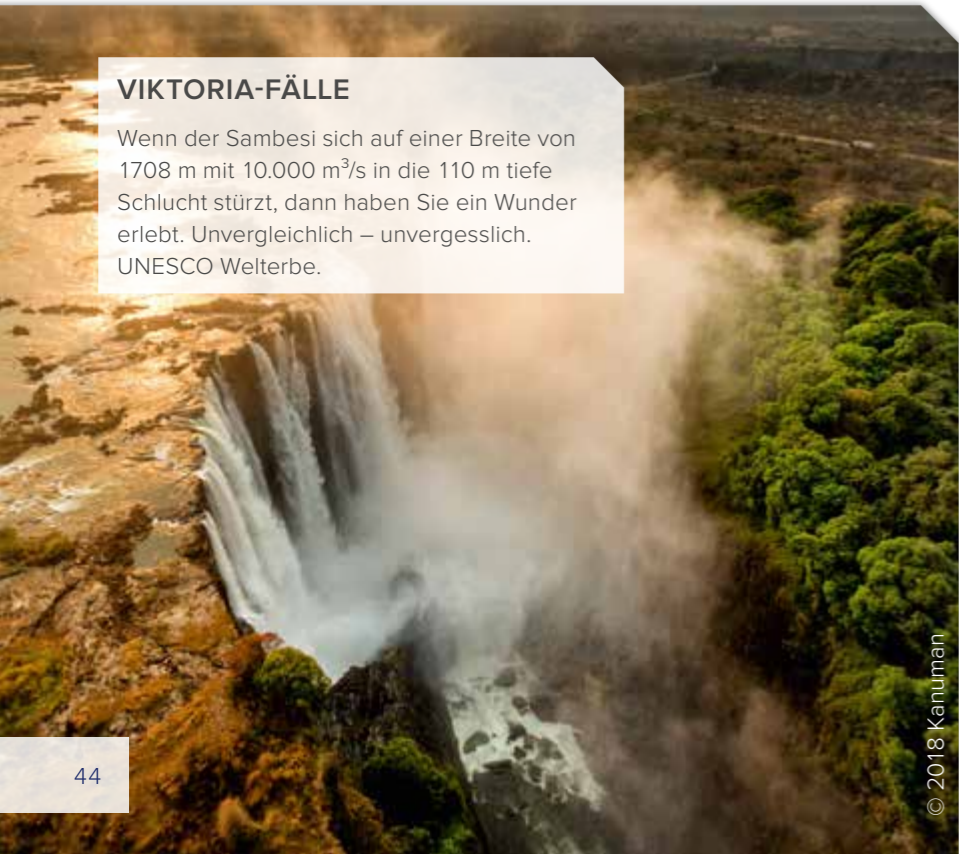 VIKTORIA-FÄLLE
Wenn der Sambesi sich auf einer Breite von
1708 m mit 10.000 m³/s in die 110 m tiefe
Schlucht stürzt, dann haben Sie ein Wunder
erlebt. Unvergleichlich – unvergesslich.
UNESCO Welterbe.
44
© 2018 Kanuman